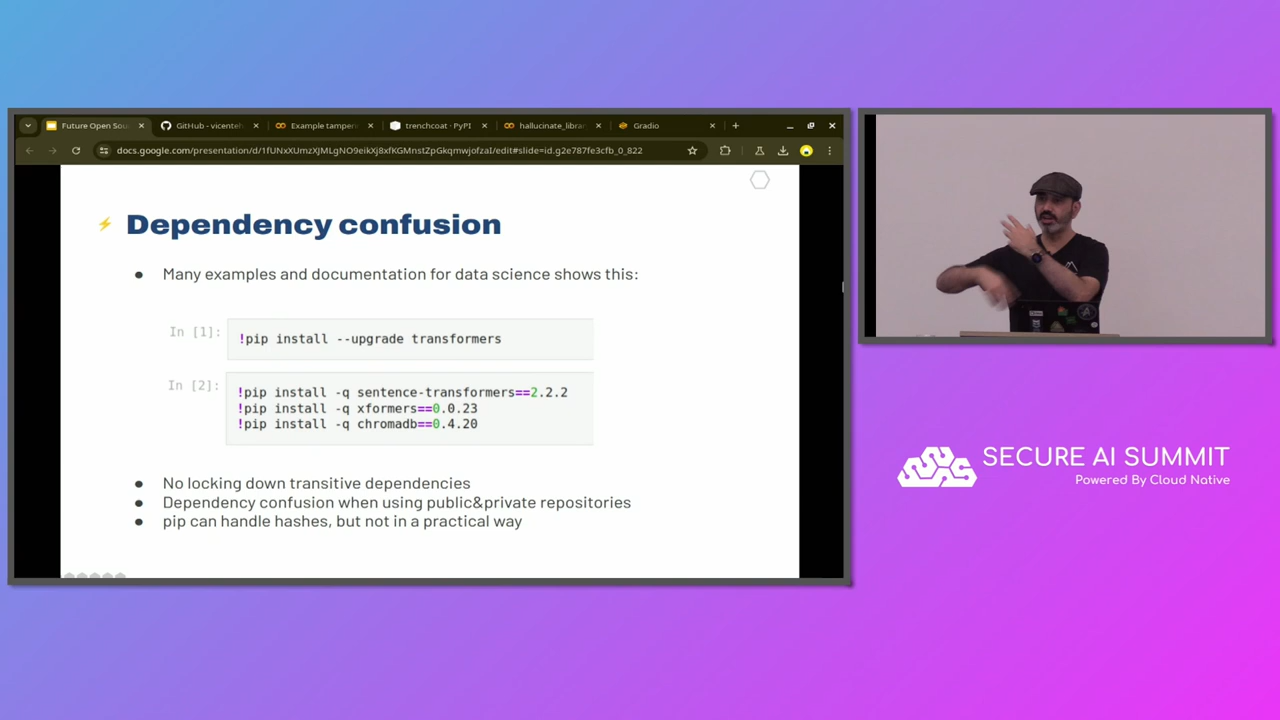 Future Open Sou
GitHub - vicenteh
Example tamperin
trenchcoat · PyPI
hallucinate_librar
Gradio
docs.google.com/presentation/d/1fUNxXUmzXJMLgNO9eikXj8xfKGMnstZpGkqmwjofzaI/edit#slide=id.g2e787fe3cfb_0_822
Dependency confusion
● Many examples and documentation for data science shows this:
In [1]: !pip install --upgrade transformers
In [2]: !pip install -q sentence-transformers==2.2.2
!pip install -q xformers==0.0.23
!pip install -q chromadb==0.4.20
● No locking down transitive dependencies
● Dependency confusion when using public&private repositories
● pip can handle hashes, but not in a practical way
SECURE AI SUMMIT
Powered By Cloud Native